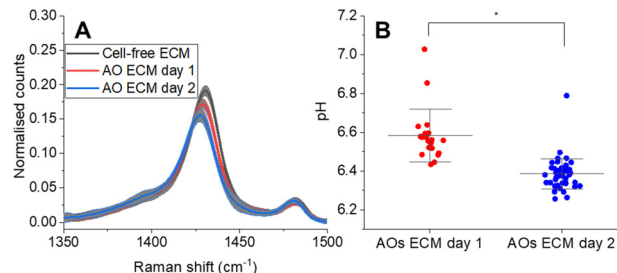 A
Cell-free ECM
AO ECM day 1
AO ECM day 2
0.30
0.25
0.20
0.15
0.10
0.05
0.00
Normalised counts
1350
1400
1450
1500
Raman shift (cm⁻¹)
B
*
7.2
7.0
6.8
6.6
6.4
6.2
pH
AOs ECM day 1
AOs ECM day 2